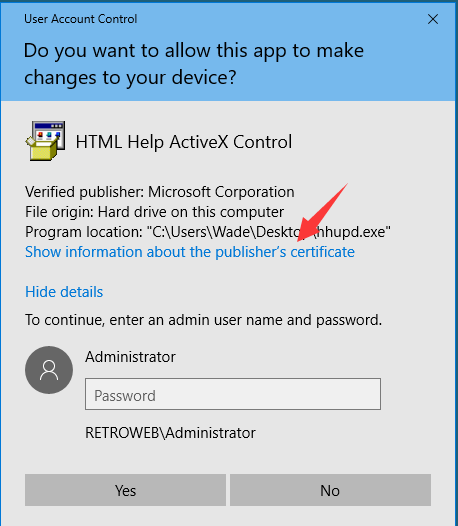 User Account Control
Do you want to allow this app to make
changes to your device?
HTML Help ActiveX Control
Verified publisher: Microsoft Corporation
File origin: Hard drive on this computer
Program location: "C:\Users\Wade\Desktop\hhupd.exe"
Show information about the publisher's certificate
Hide details
To continue, enter an admin user name and password.
Administrator
Password
RETROWEB\Administrator
Yes
No